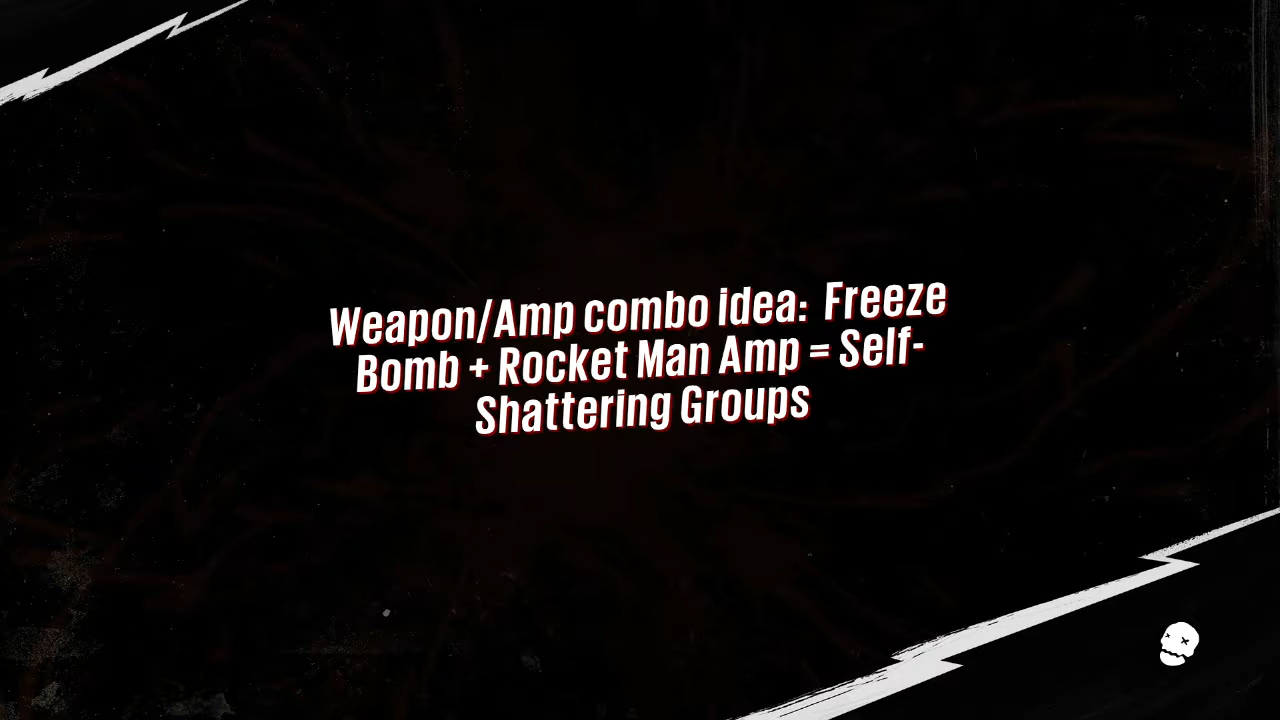 Weapon/Amp combo idea:  Freeze
Bomb + Rocket Man Amp = Self-
Shattering Groups